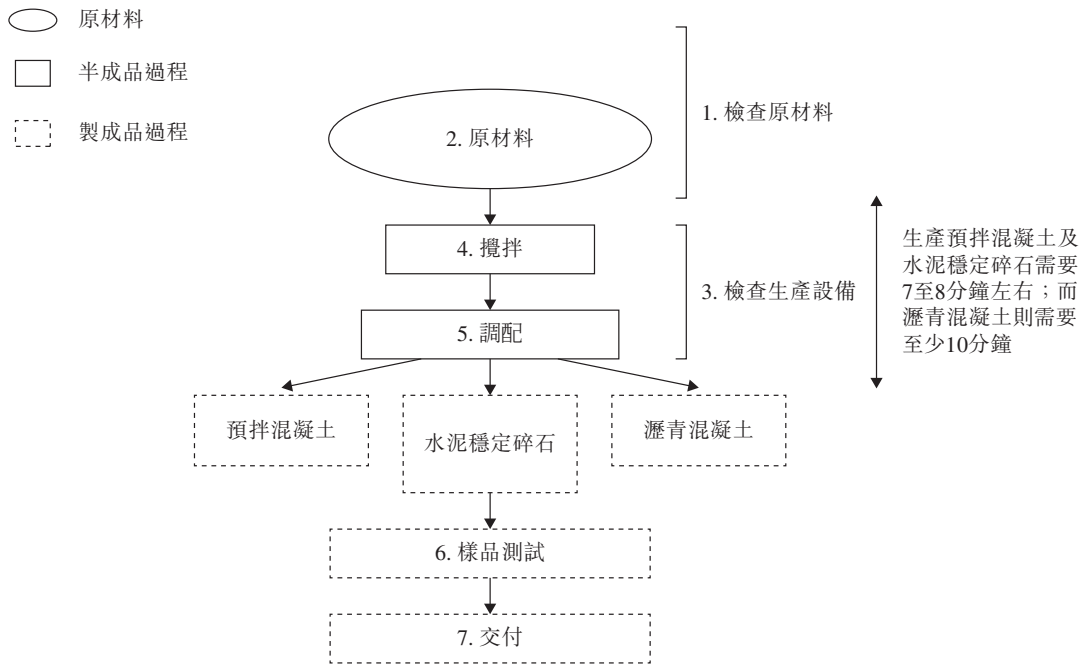 原材料
半成品過程
製成品過程
1. 檢查原材料
2. 原材料
4. 攪拌
3. 檢查生產設備
5. 調配
生產預拌混凝土及
水泥穩定碎石需要
7至8分鐘左右；而
瀝青混凝土則需要
至少10分鐘
預拌混凝土
水泥穩定碎石
瀝青混凝土
6. 樣品測試
7. 交付